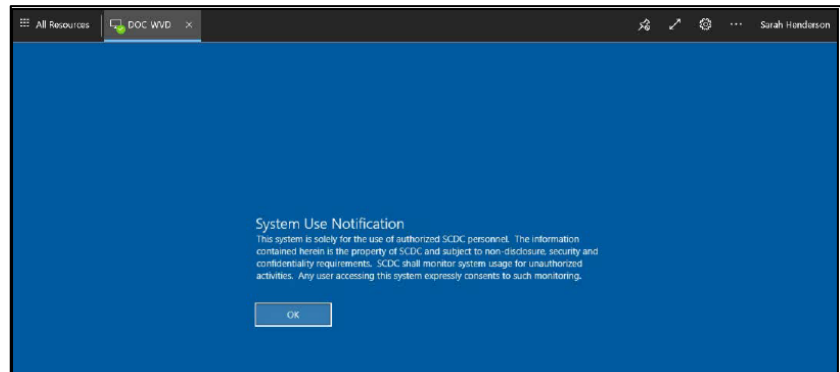 All Resources DOC WVD Sarah Henderson
System Use Notification
This system is solely for the use of authorized SCDC personnel. The information
contained herein is the property of SCDC and subject to non-disclosure, security and
confidentiality requirements. SCDC shall monitor system usage for unauthorized
activities. Any user accessing this system expressly consents to such monitoring.
OK